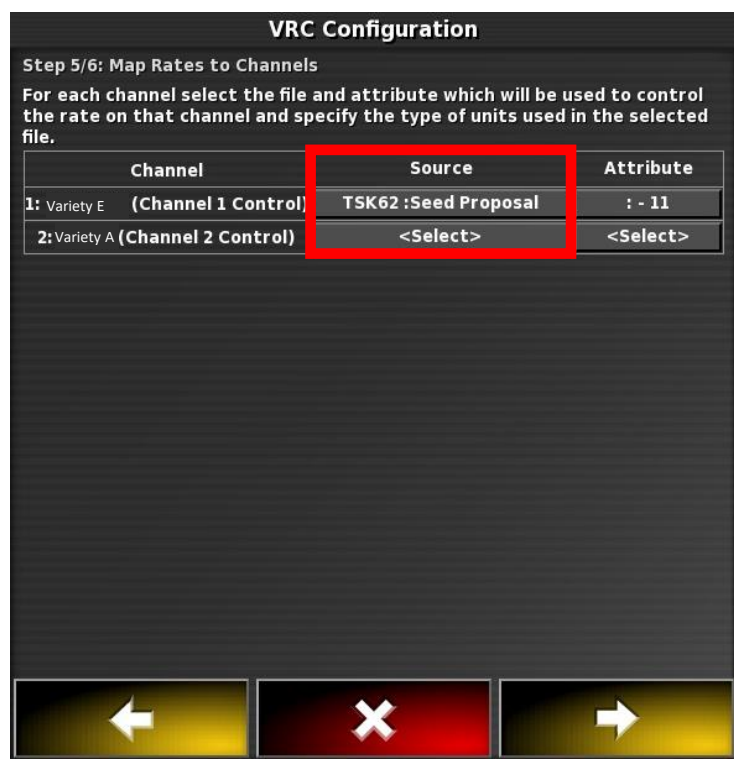 VRC Configuration
Step 5/6: Map Rates to Channels
For each channel select the file and attribute which will be used to control
the rate on that channel and specify the type of units used in the selected
file.
Channel Source Attribute
1: Variety E (Channel 1 Control) TSK62 :Seed Proposal : - 11
2: Variety A (Channel 2 Control) <Select> <Select>